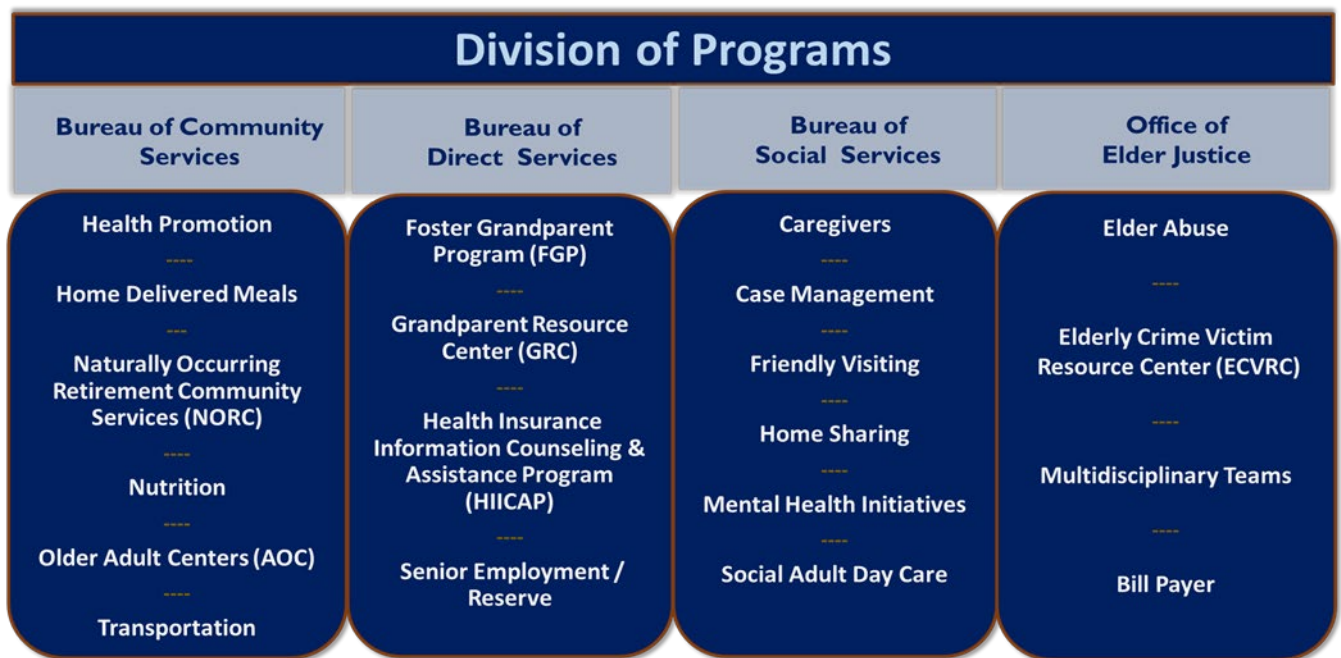 Division of Programs
Bureau of Community
Services
Bureau of
Direct Services
Bureau of
Social Services
Office of
Elder Justice
Health Promotion
----
Home Delivered Meals
---
Naturally Occurring
Retirement Community
Services (NORC)
----
Nutrition
----
Older Adult Centers (AOC)
----
Transportation
Foster Grandparent
Program (FGP)
----
Grandparent Resource
Center (GRC)
----
Health Insurance
Information Counseling &
Assistance Program
(HIICAP)
----
Senior Employment /
Reserve
Caregivers
----
Case Management
----
Friendly Visiting
----
Home Sharing
----
Mental Health Initiatives
----
Social Adult Day Care
Elder Abuse
----
Elderly Crime Victim
Resource Center (ECVRC)
----
Multidisciplinary Teams
----
Bill Payer